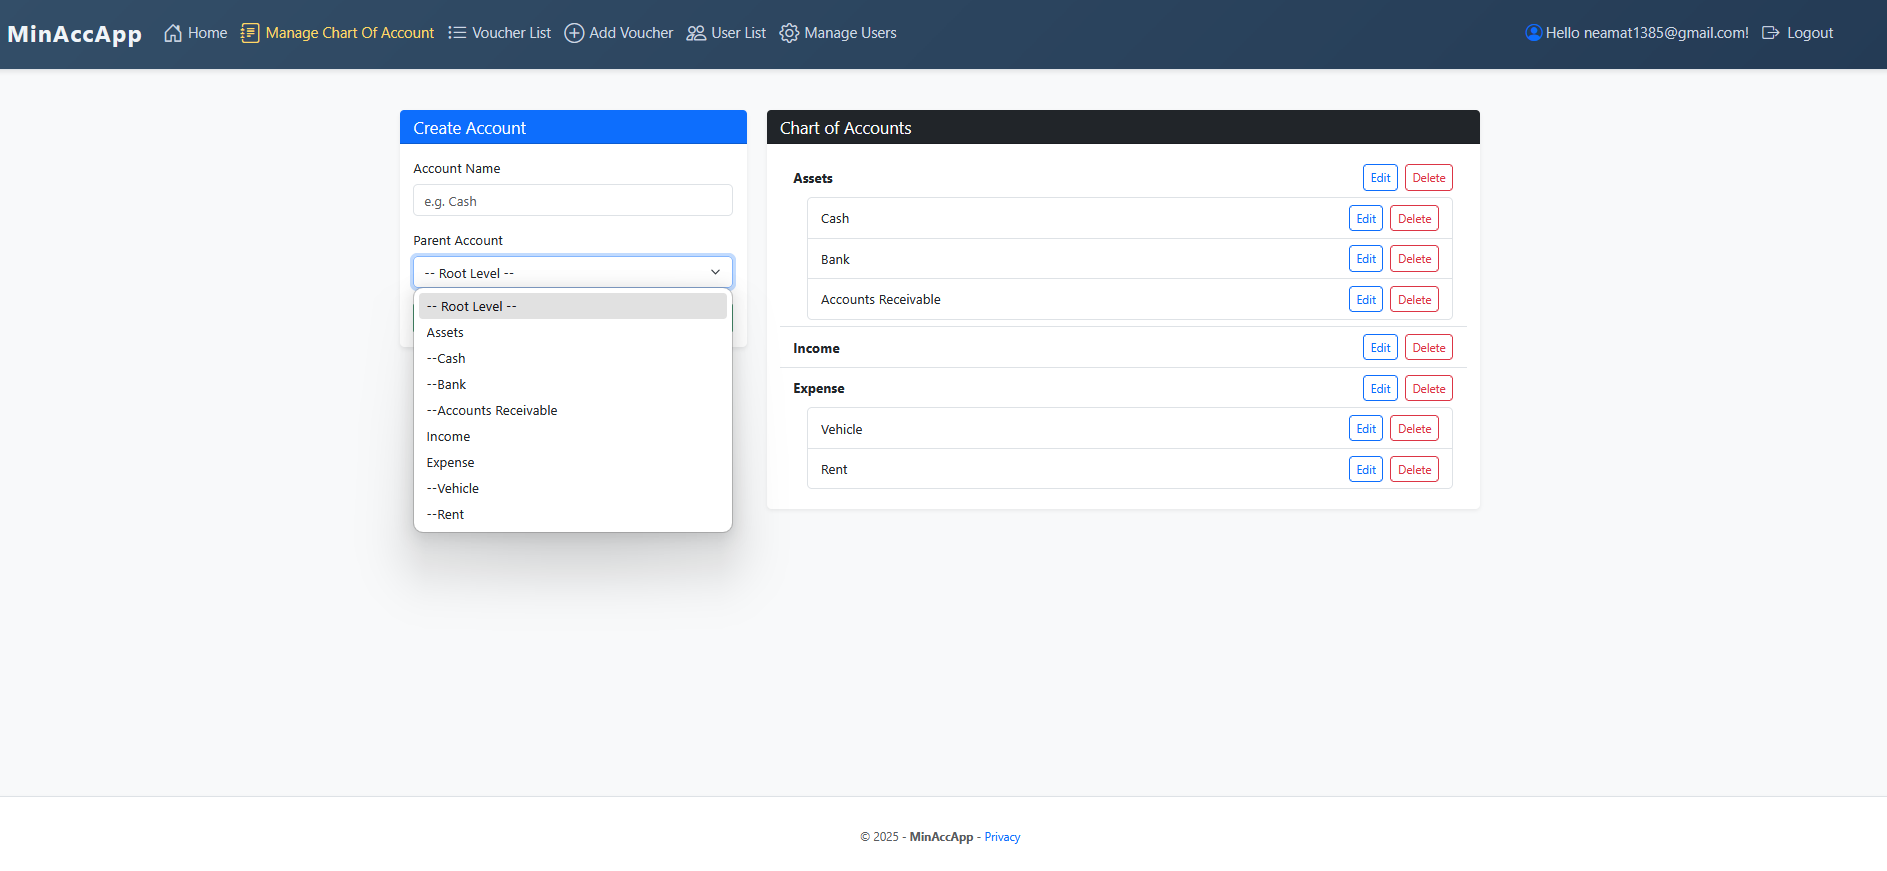 MinAccApp Home Manage Chart Of Account Voucher List Add Voucher User List Manage Users Hello neamat1385@gmail.com! Logout
Create Account
Account Name
e.g. Cash
Parent Account
-- Root Level --
-- Root Level --
Assets
--Cash
--Bank
--Accounts Receivable
Income
Expense
--Vehicle
--Rent
Chart of Accounts
Assets Edit Delete
Cash Edit Delete
Bank Edit Delete
Accounts Receivable Edit Delete
Income Edit Delete
Expense Edit Delete
Vehicle Edit Delete
Rent Edit Delete
© 2025 - MinAccApp - Privacy